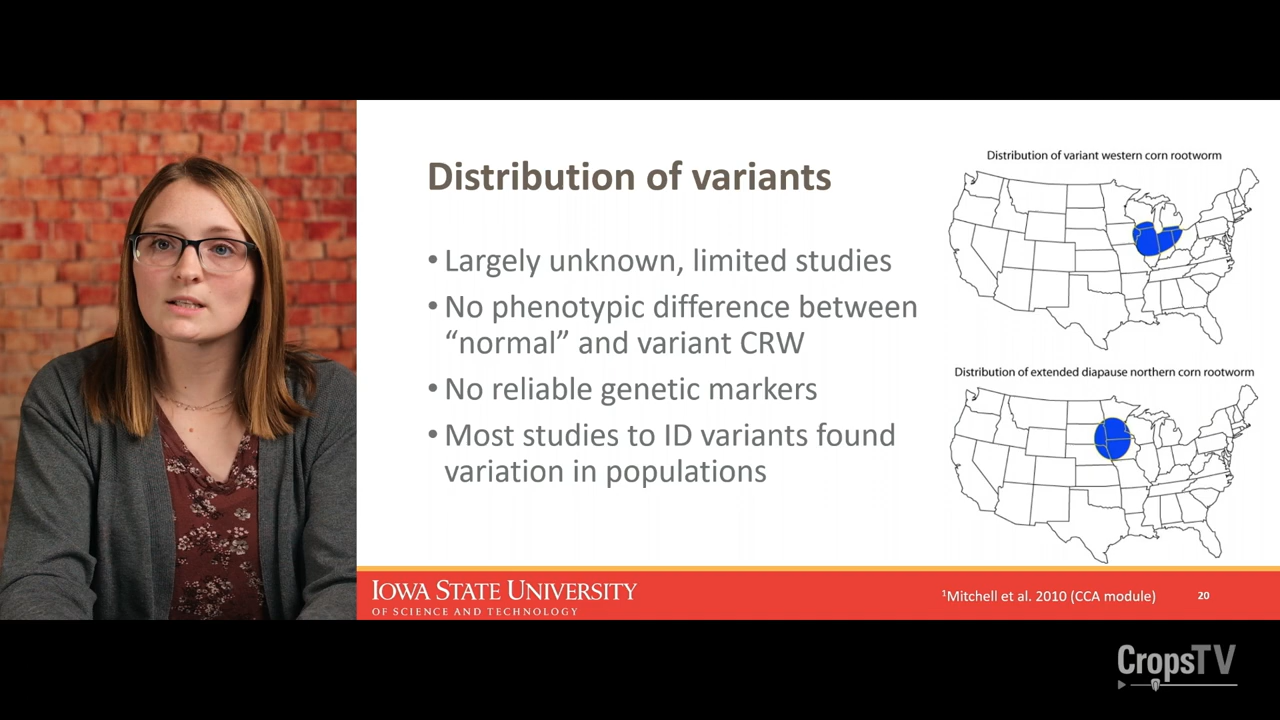 Distribution of variants
• Largely unknown, limited studies
• No phenotypic difference between
“normal” and variant CRW
• No reliable genetic markers
• Most studies to ID variants found
variation in populations
Distribution of variant western corn rootworm
Distribution of extended diapause northern corn rootworm
IOWA STATE UNIVERSITY
OF SCIENCE AND TECHNOLOGY
¹Mitchell et al. 2010 (CCA module)
20
CropsTV